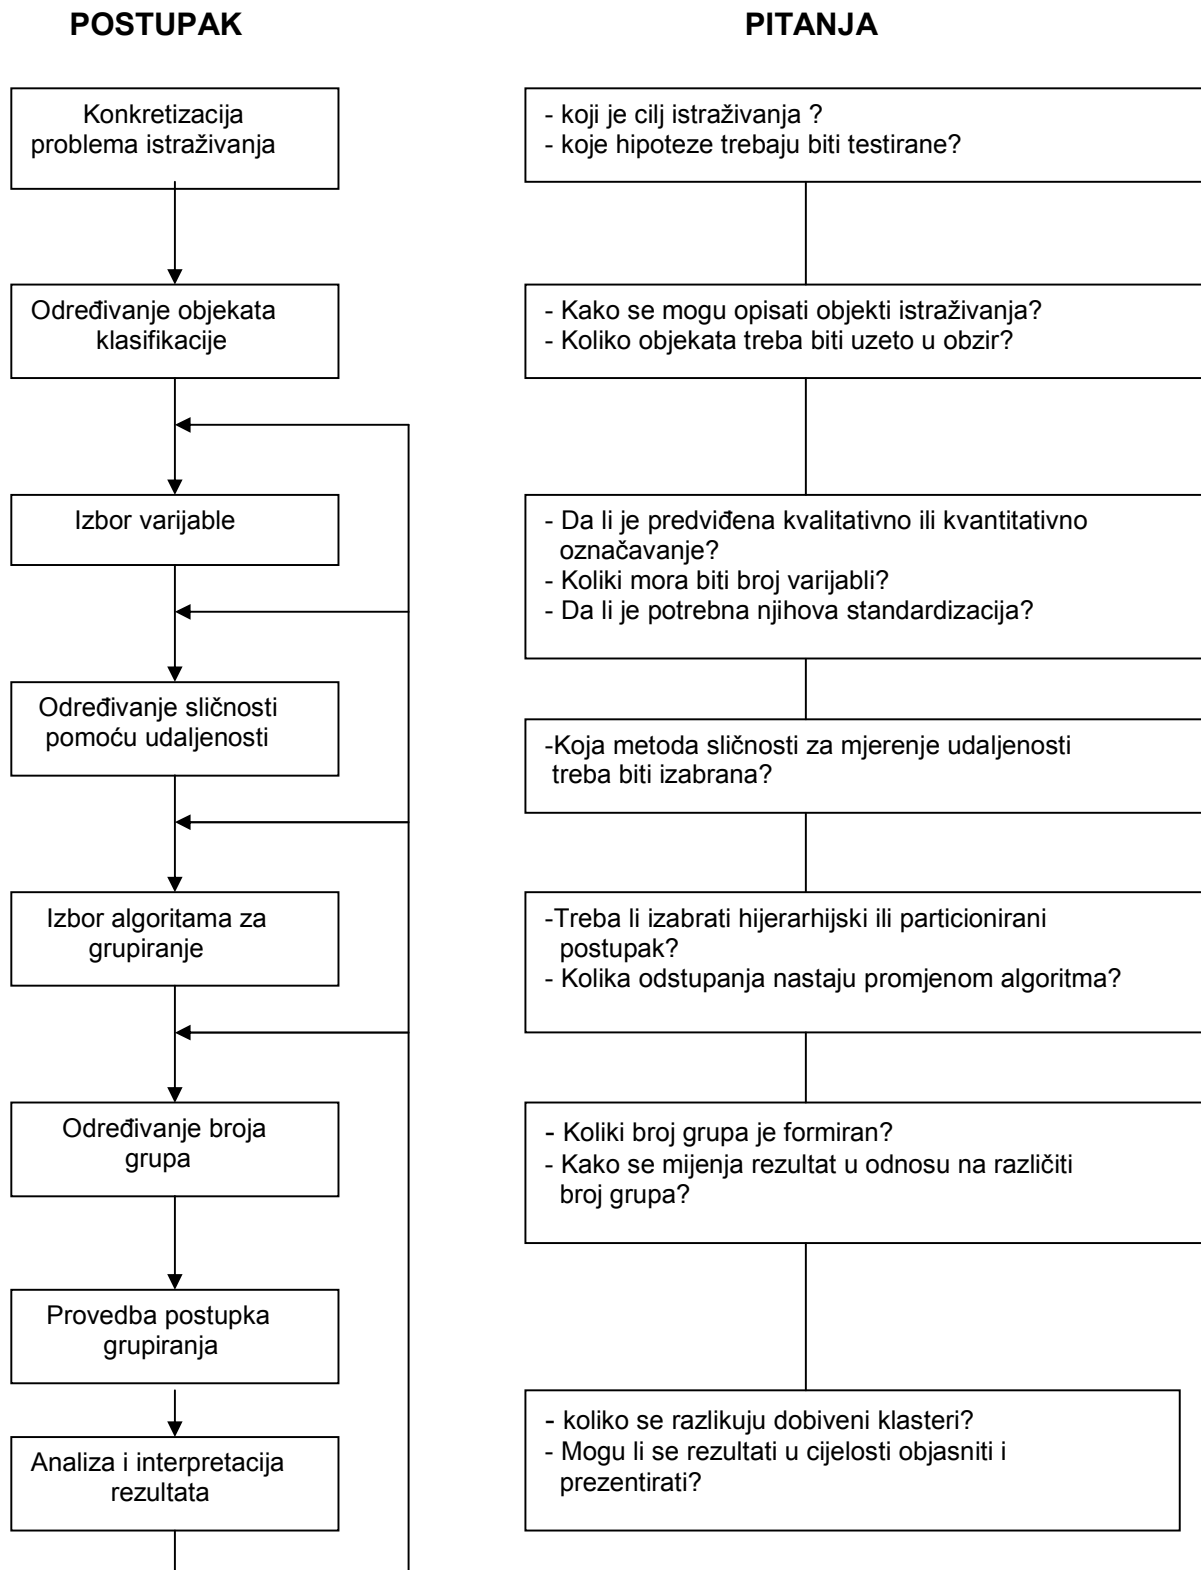 POSTUPAK
PITANJA
Konkretizacija
problema istraživanja
- koji je cilj istraživanja ?
- koje hipoteze trebaju biti testirane?
Određivanje objekata
klasifikacije
- Kako se mogu opisati objekti istraživanja?
- Koliko objekata treba biti uzeto u obzir?
Izbor varijable
- Da li je predviđena kvalitativno ili kvantitativno
označavanje?
- Koliki mora biti broj varijabli?
- Da li je potrebna njihova standardizacija?
Određivanje sličnosti
pomoću udaljenosti
-Koja metoda sličnosti za mjerenje udaljenosti
treba biti izabrana?
Izbor algoritama za
grupiranje
-Treba li izabrati hijerarhijski ili particionirani
postupak?
- Kolika odstupanja nastaju promjenom algoritma?
Određivanje broja
grupa
- Koliki broj grupa je formiran?
- Kako se mijenja rezultat u odnosu na različiti
broj grupa?
Provedba postupka
grupiranja
Analiza i interpretacija
rezultata
- koliko se razlikuju dobiveni klasteri?
- Mogu li se rezultati u cijelosti objasniti i
prezentirati?